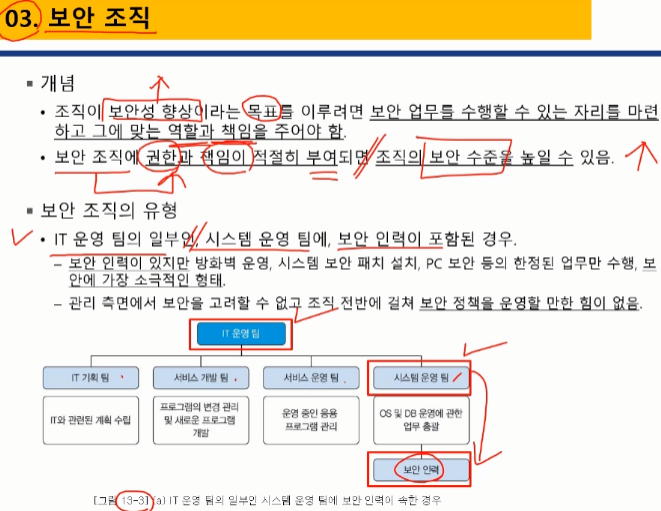 03. 보안 조직
▪ 개념
• 조직이 보안성 향상이라는 목표를 이루려면 보안 업무를 수행할 수 있는 자리를 마련
하고 그에 맞는 역할과 책임을 주어야 함.
• 보안 조직에 권한과 책임이 적절히 부여되면 조직의 보안 수준을 높일 수 있음.
▪ 보안 조직의 유형
• IT 운영 팀의 일부인, 시스템 운영 팀에, 보안 인력이 포함된 경우.
– 보안 인력이 있지만 방화벽 운영, 시스템 보안 패치 설치, PC 보안 등의 한정된 업무만 수행, 보
안에 가장 소극적인 형태.
– 관리 측면에서 보안을 고려할 수 없고 조직 전반에 걸쳐 보안 정책을 운영할 만한 힘이 없음.
IT 운영 팀
IT 기획 팀 서비스 개발 팀 서비스 운영 팀 시스템 운영 팀
IT와 관련된 계획 수립
프로그램의 변경 관리
및 새로운 프로그램
개발
운영 중인 응용
프로그램 관리
OS 및 DB 운영에 관한
업무 총괄
보안 인력
[그림 13-3] (a) IT 운영 팀의 일부인 시스템 운영 팀에 보안 인력이 속한 경우